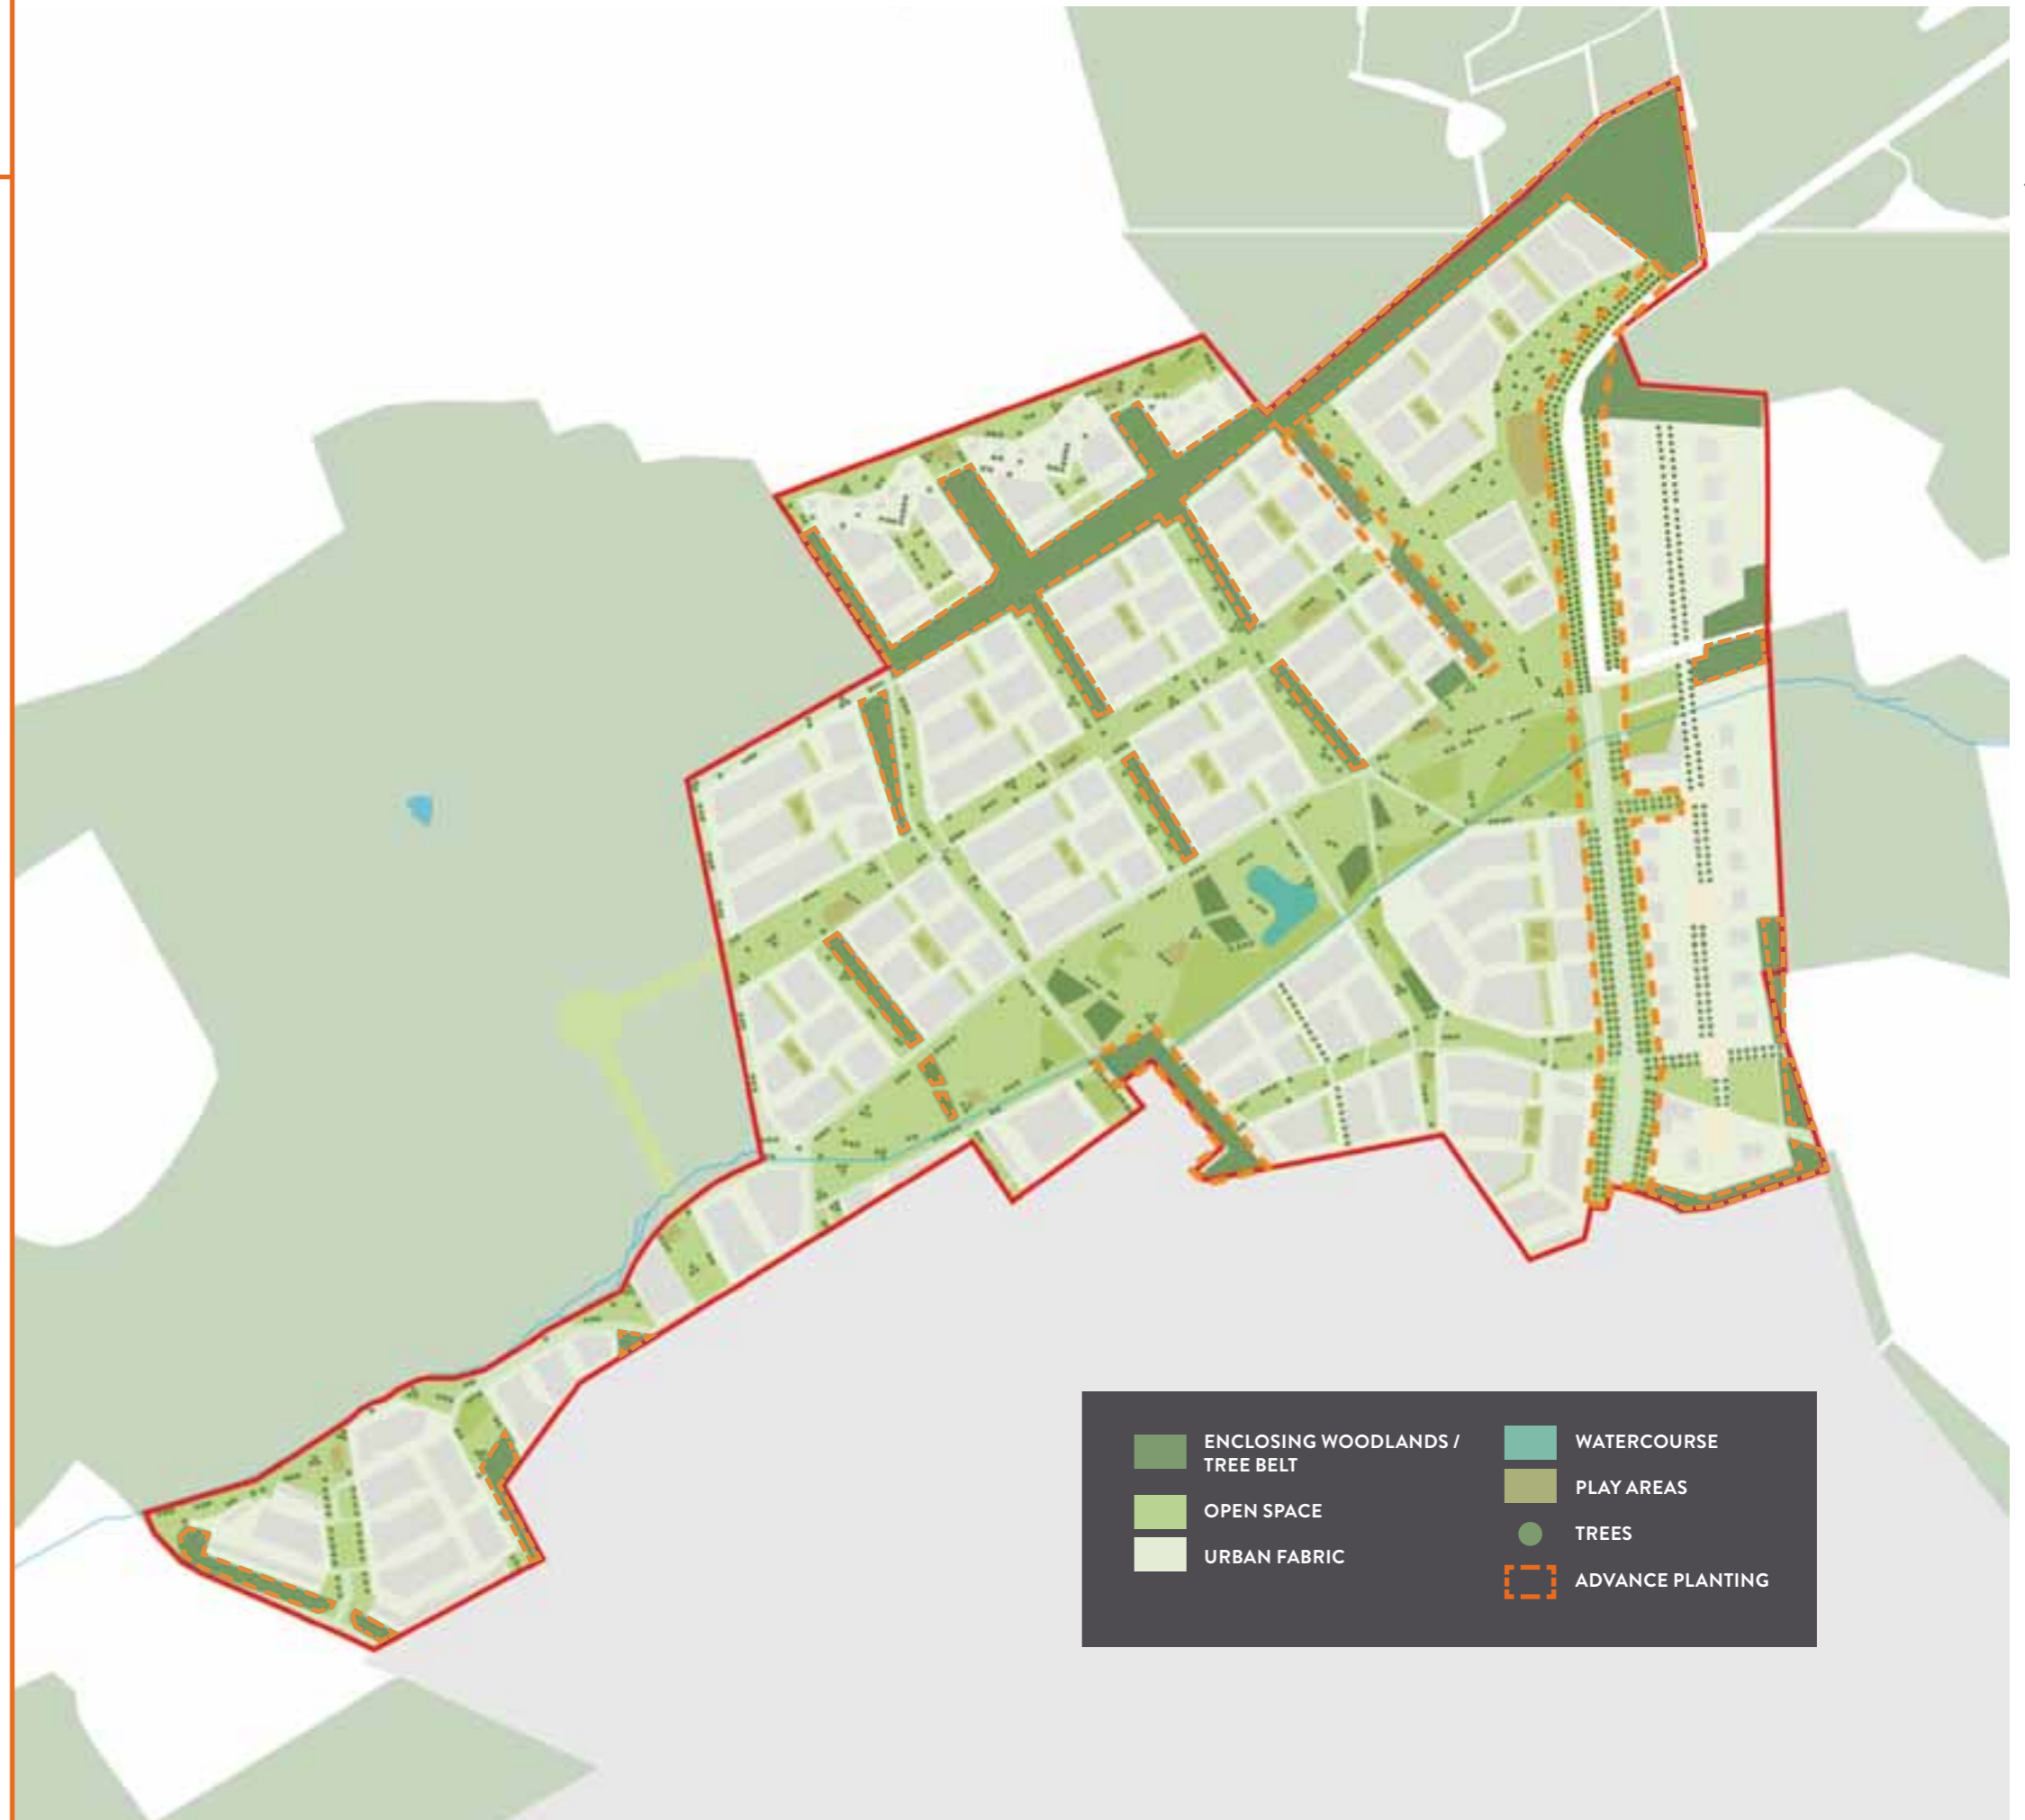 ENCLOSING WOODLANDS /
TREE BELT
OPEN SPACE
URBAN FABRIC
WATERCOURSE
PLAY AREAS
TREES
ADVANCE PLANTING